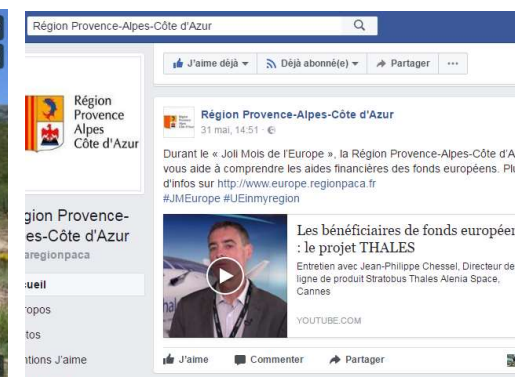 Région Provence-Alpes-Côte d'Azur
J'aime déjà
Déjà abonné(e)
Partager
Région
Provence
Alpes
Côte d'Azur
gion Provence-
es-Côte d'Azur
aregionpaca
cueil
ropos
tos
ntions J'aime
Région Provence-Alpes-Côte d'Azur
31 mai, 14:51
Durant le « Joli Mois de l'Europe », la Région Provence-Alpes-Côte d'A
vous aide à comprendre les aides financières des fonds européens. Plu
d'infos sur http://www.europe.regionpaca.fr
#JMEurope #UEinmyregion
Les bénéficiaires de fonds européen
: le projet THALES
Entretien avec Jean-Philippe Chessel, Directeur de
ligne de produit Stratobus Thales Alenia Space,
Cannes
YOUTUBE.COM
J'aime
Commenter
Partager